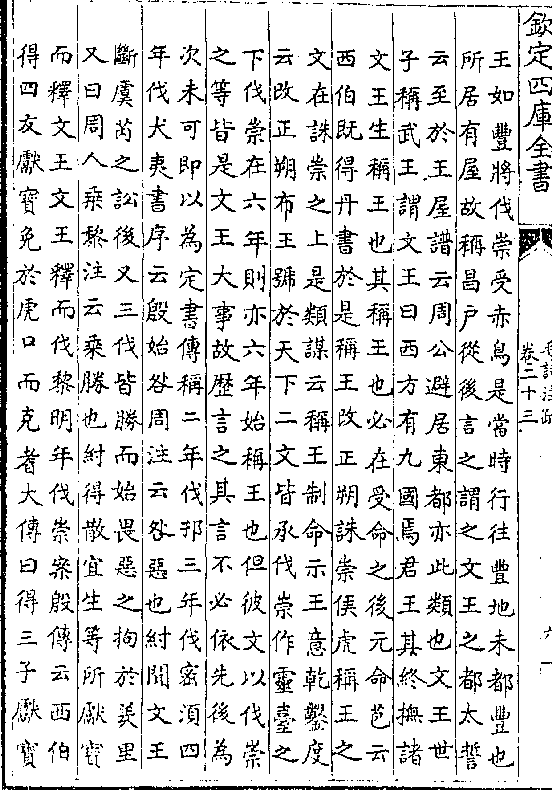 欽定四庫全書
卷二十三
王如豐將伐崇受赤鳥是當時行往豐地未都豐也
所居有屋故稱昌戶從後言之謂之文王之都太誓
云至於王屋譜云周公避居東都亦此類也文王世
子稱武王謂文王曰西方有九國焉君王其終撫諸
文王生稱王也其稱王也必在受命之後元命苞云
西伯既得丹書於是稱王改正朔誅崇侯虎稱王之
文在誅崇之上是類謀云稱王制命示王意乾鑿度
云改正朔布王號於天下二文皆承伐崇作靈臺之
下伐崇在六年則亦六年始稱王也但彼文以伐崇
之等皆是文王大事故歴言之其言不必依先後為
次未可即以為定書傳稱二年伐邘三年伐密湏四
年伐犬夷書序云殷始咎周注云咎惡也紂聞文王
斷虞芮之訟後又三伐皆勝而始畏惡之拘於羑里
又曰周人乘黎注云乘勝也紂得散宜生等所獻寳
而釋文王文王釋而伐黎明年伐崇案殷傳云西伯
得四友獻寳免於虎口而克耆大傳曰得三子獻寳